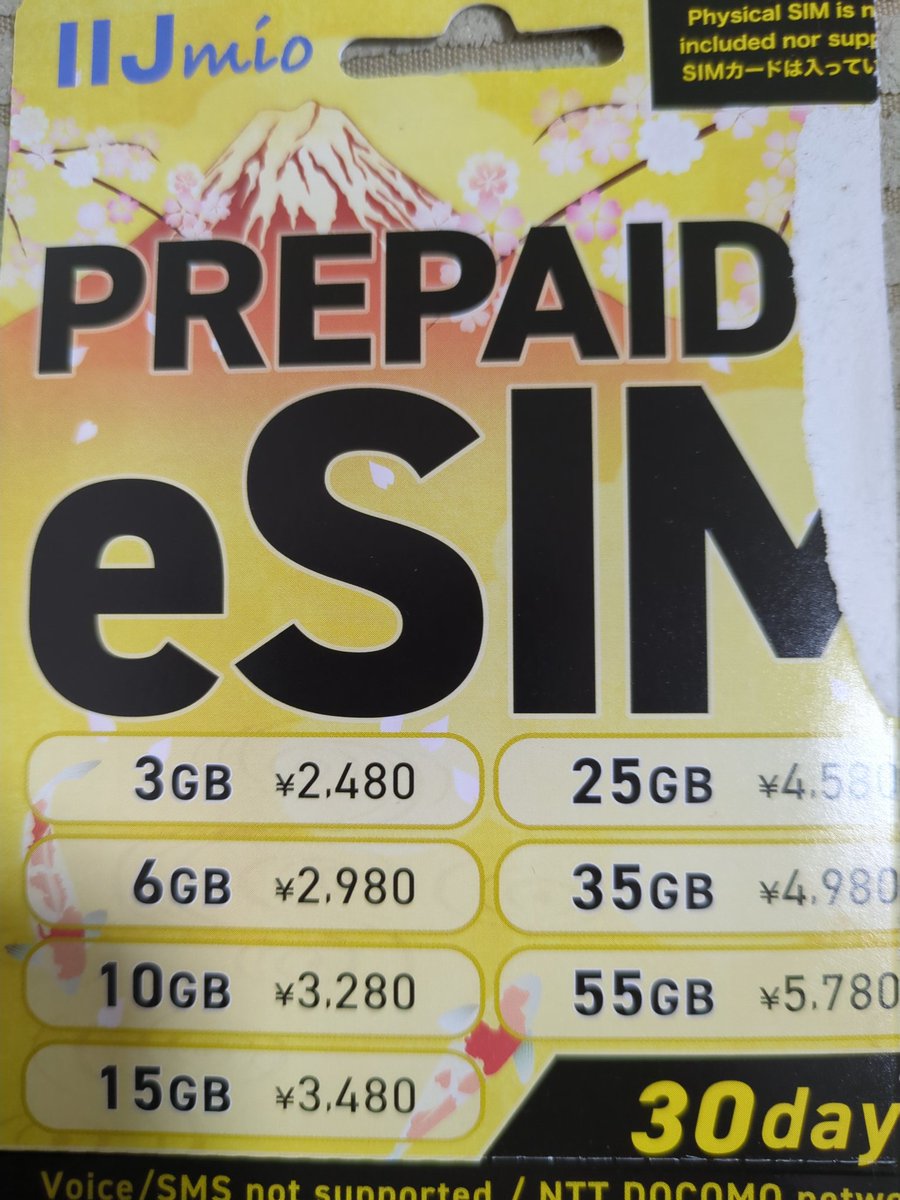 IIJmio
Physical SIM is
included nor
SIMカードは入って
PREPAID
eSIM
3GB ¥2,480
25GB ¥4,580
6GB ¥2,980
35GB ¥4,980
10GB ¥3,280
55GB ¥5,780
15GB ¥3,480
30day
Voice/SMS not supported / NTT DOCOMO